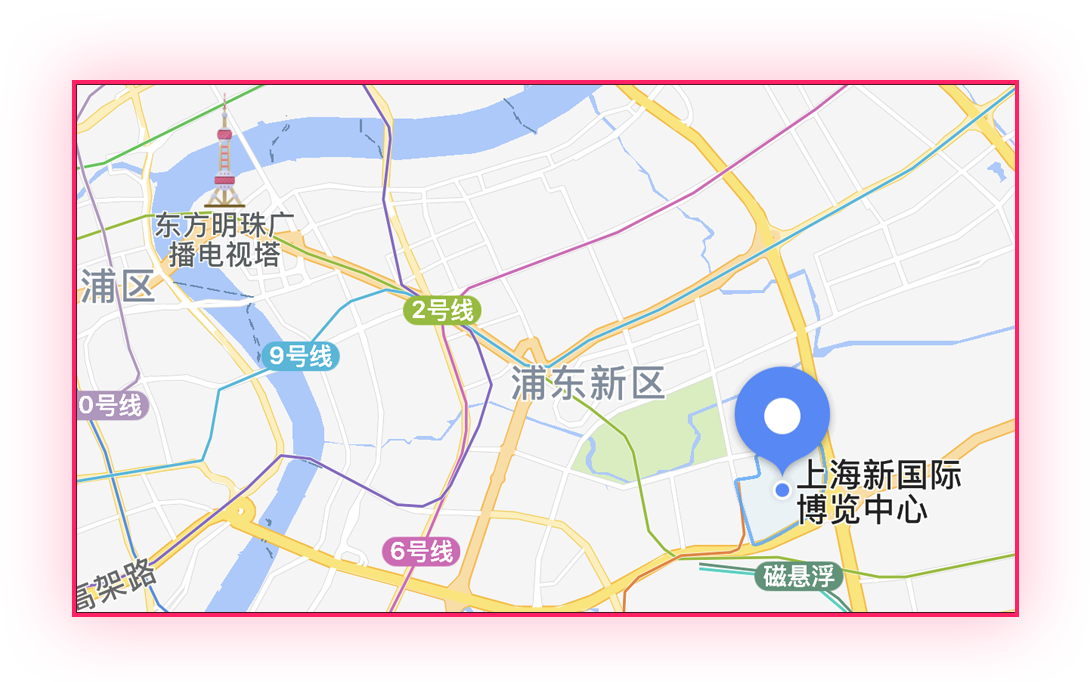 东方明珠广
播电视塔
浦区
2号线
9号线
浦东新区
0号线
上海新国际
博览中心
6号线
高架路
磁悬浮